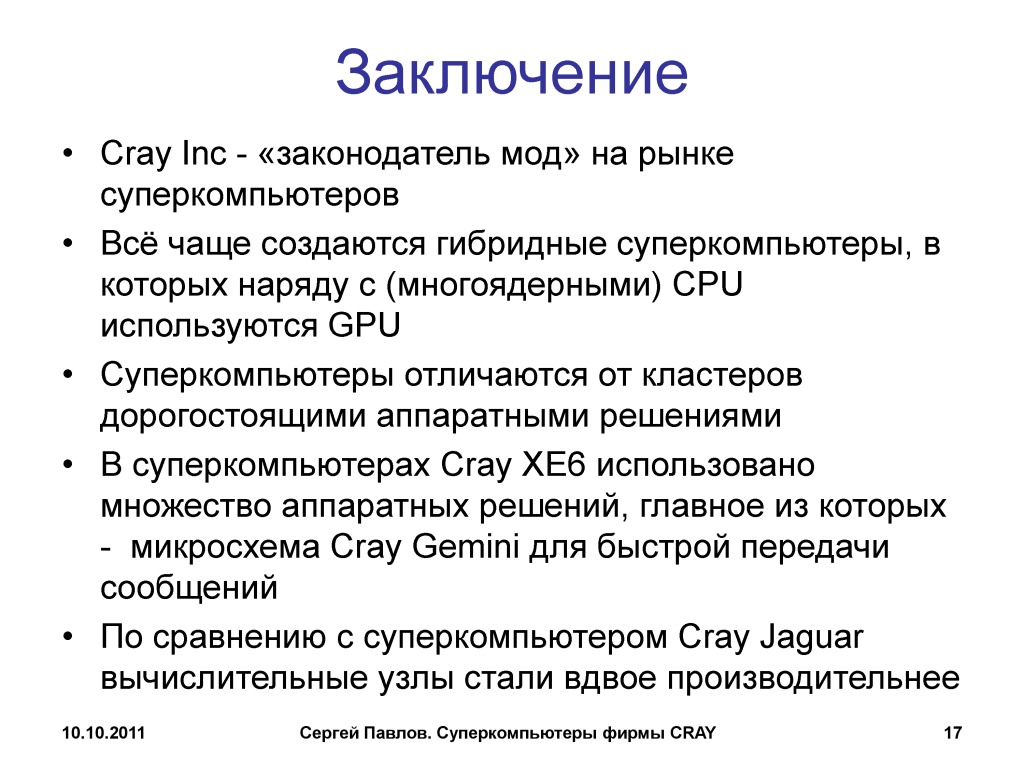 Заключение
• Cray Inc - «законодатель мод» на рынке
суперкомпьютеров
• Всё чаще создаются гибридные суперкомпьютеры, в
которых наряду с (многоядерными) CPU
используются GPU
• Суперкомпьютеры отличаются от кластеров
дорогостоящими аппаратными решениями
• В суперкомпьютерах Cray XE6 использовано
множество аппаратных решений, главное из которых
- микросхема Cray Gemini для быстрой передачи
сообщений
• По сравнению с суперкомпьютером Cray Jaguar
вычислительные узлы стали вдвое производительнее
10.10.2011 Сергей Павлов. Суперкомпьютеры фирмы CRAY 17